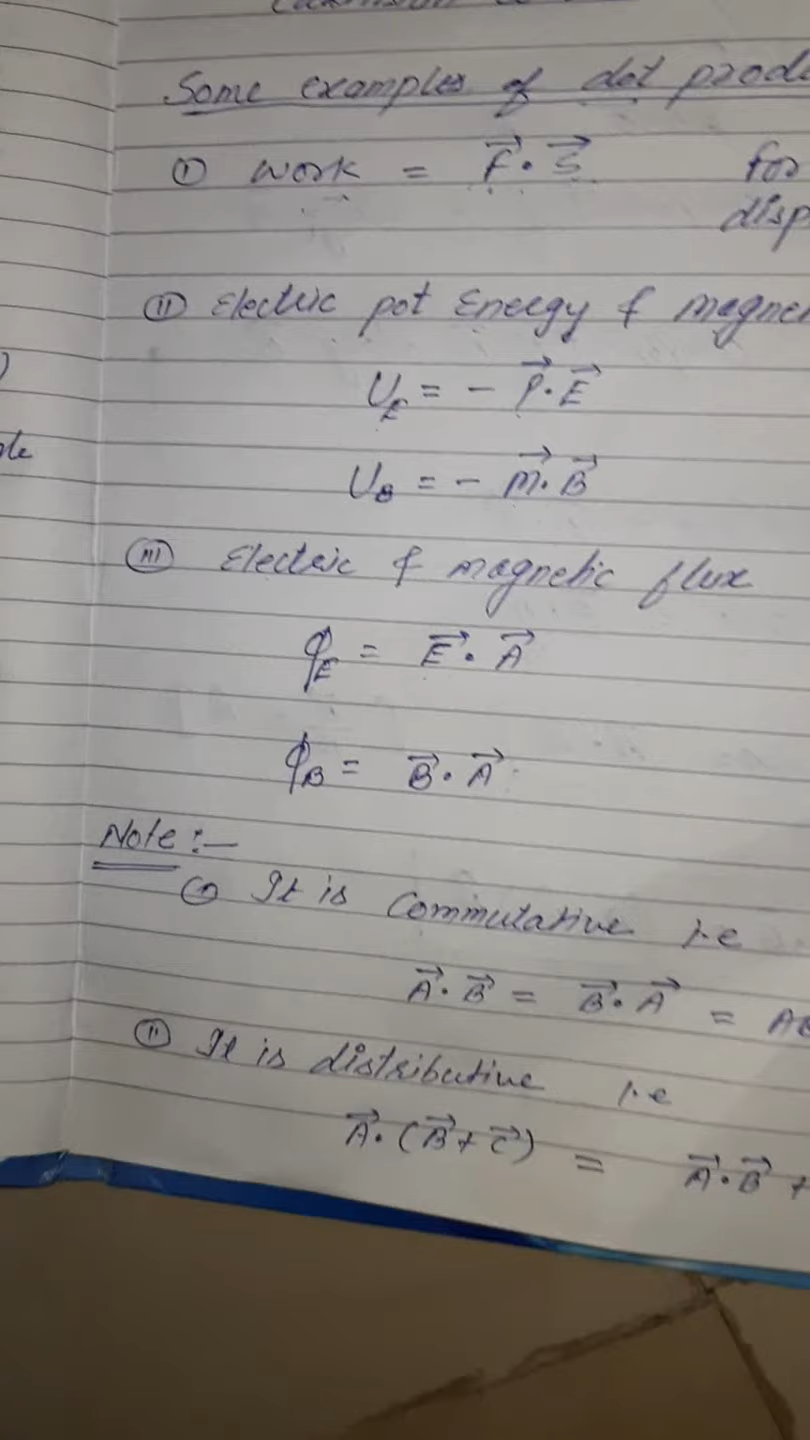 Some examples of dot prod
(I) Work = F⃗ · S⃗ for
disp
(II) Electric pot Energy & magne
U_E = - P⃗ · E⃗
U_B = - m⃗ · B⃗
(III) Electric & magnetic flux
ϕ_E = E⃗ · A⃗
ϕ_B = B⃗ · A⃗
Note :-
(I) It is Commutative i.e
A⃗ · B⃗ = B⃗ · A⃗ = AB
(II) It is distributive i.e
A⃗ · (B⃗ + C⃗) = A⃗ · B⃗ +